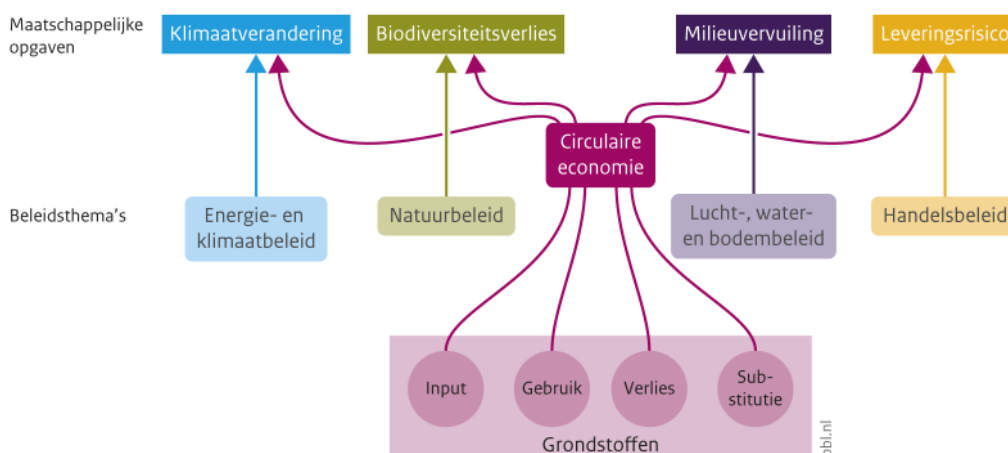 Maatschappelijke
opgaven
Klimaatverandering
Biodiversiteitsverlies
Milieuvervuiling
Leveringsrisico
Circulaire
economie
Beleidsthema's
Energie- en
klimaatbeleid
Natuurbeleid
Lucht-, water-
en bodembeleid
Handelsbeleid
Input
Gebruik
Verlies
Sub-
stitutie
Grondstoffen
pbl.nl